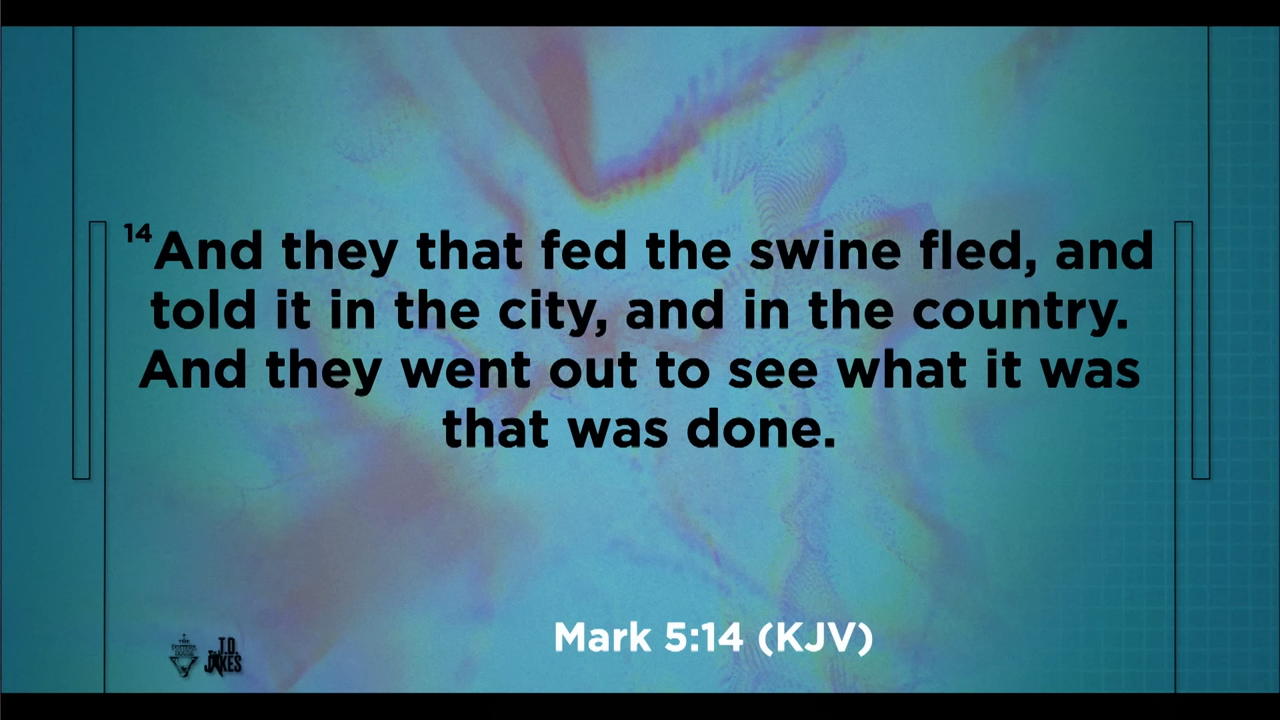 14And they that fed the swine fled, and
told it in the city, and in the country.
And they went out to see what it was
that was done.
Mark 5:14 (KJV)
THE
T.D.
JAKES